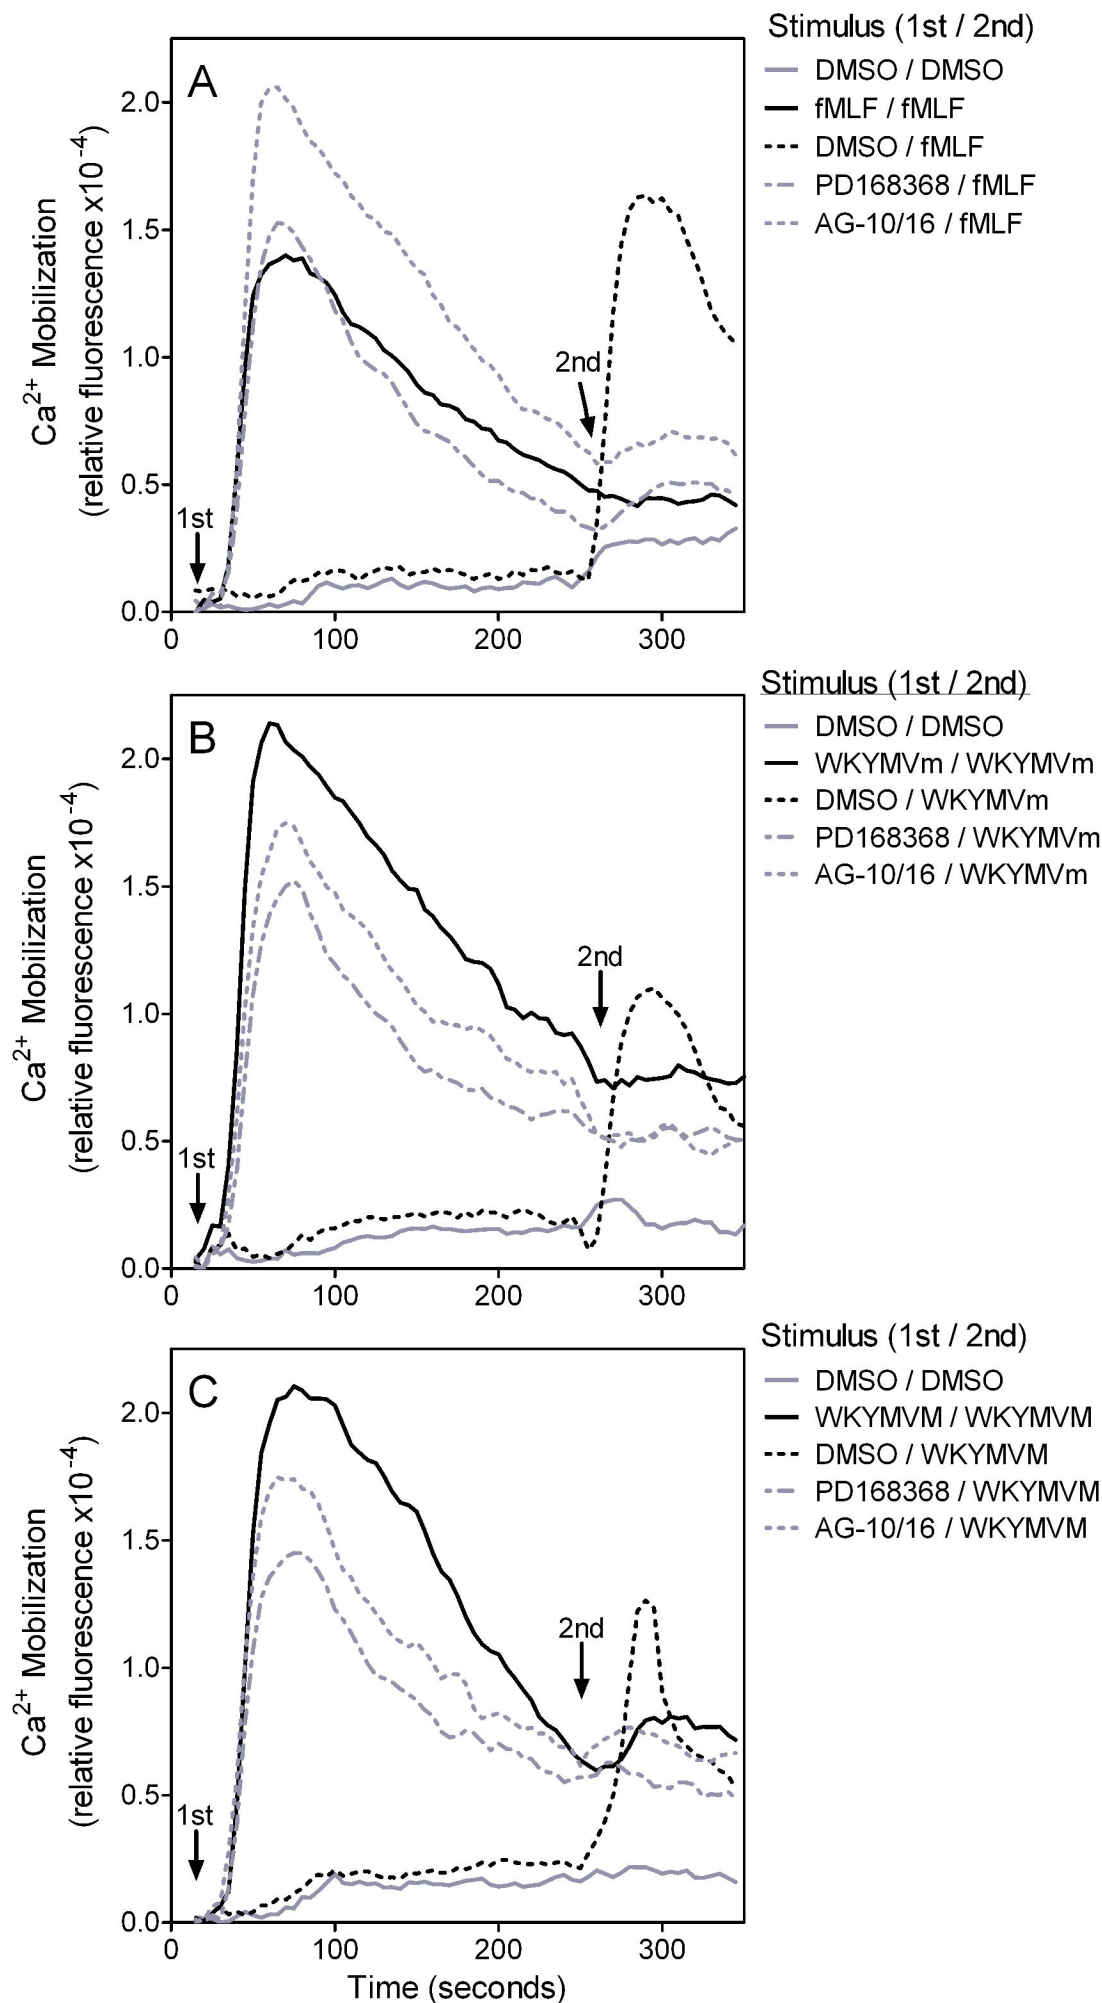 Stimulus (1st / 2nd)
DMSO / DMSO
fMLF / fMLF
DMSO / fMLF
PD168368 / fMLF
AG-10/16 / fMLF
A
Ca2+ Mobilization
(relative fluorescence x10-4)
2.0
1.5
1.0
0.5
0.0
1st
2nd
0 100 200 300
Stimulus (1st / 2nd)
DMSO / DMSO
WKYMVm / WKYMVm
DMSO / WKYMVm
PD168368 / WKYMVm
AG-10/16 / WKYMVm
B
Ca2+ Mobilization
(relative fluorescence x10-4)
2.0
1.5
1.0
0.5
0.0
1st
2nd
0 100 200 300
Stimulus (1st / 2nd)
DMSO / DMSO
WKYMVM / WKYMVM
DMSO / WKYMVM
PD168368 / WKYMVM
AG-10/16 / WKYMVM
C
Ca2+ Mobilization
(relative fluorescence x10-4)
2.0
1.5
1.0
0.5
0.0
1st
2nd
0 100 200 300
Time (seconds)